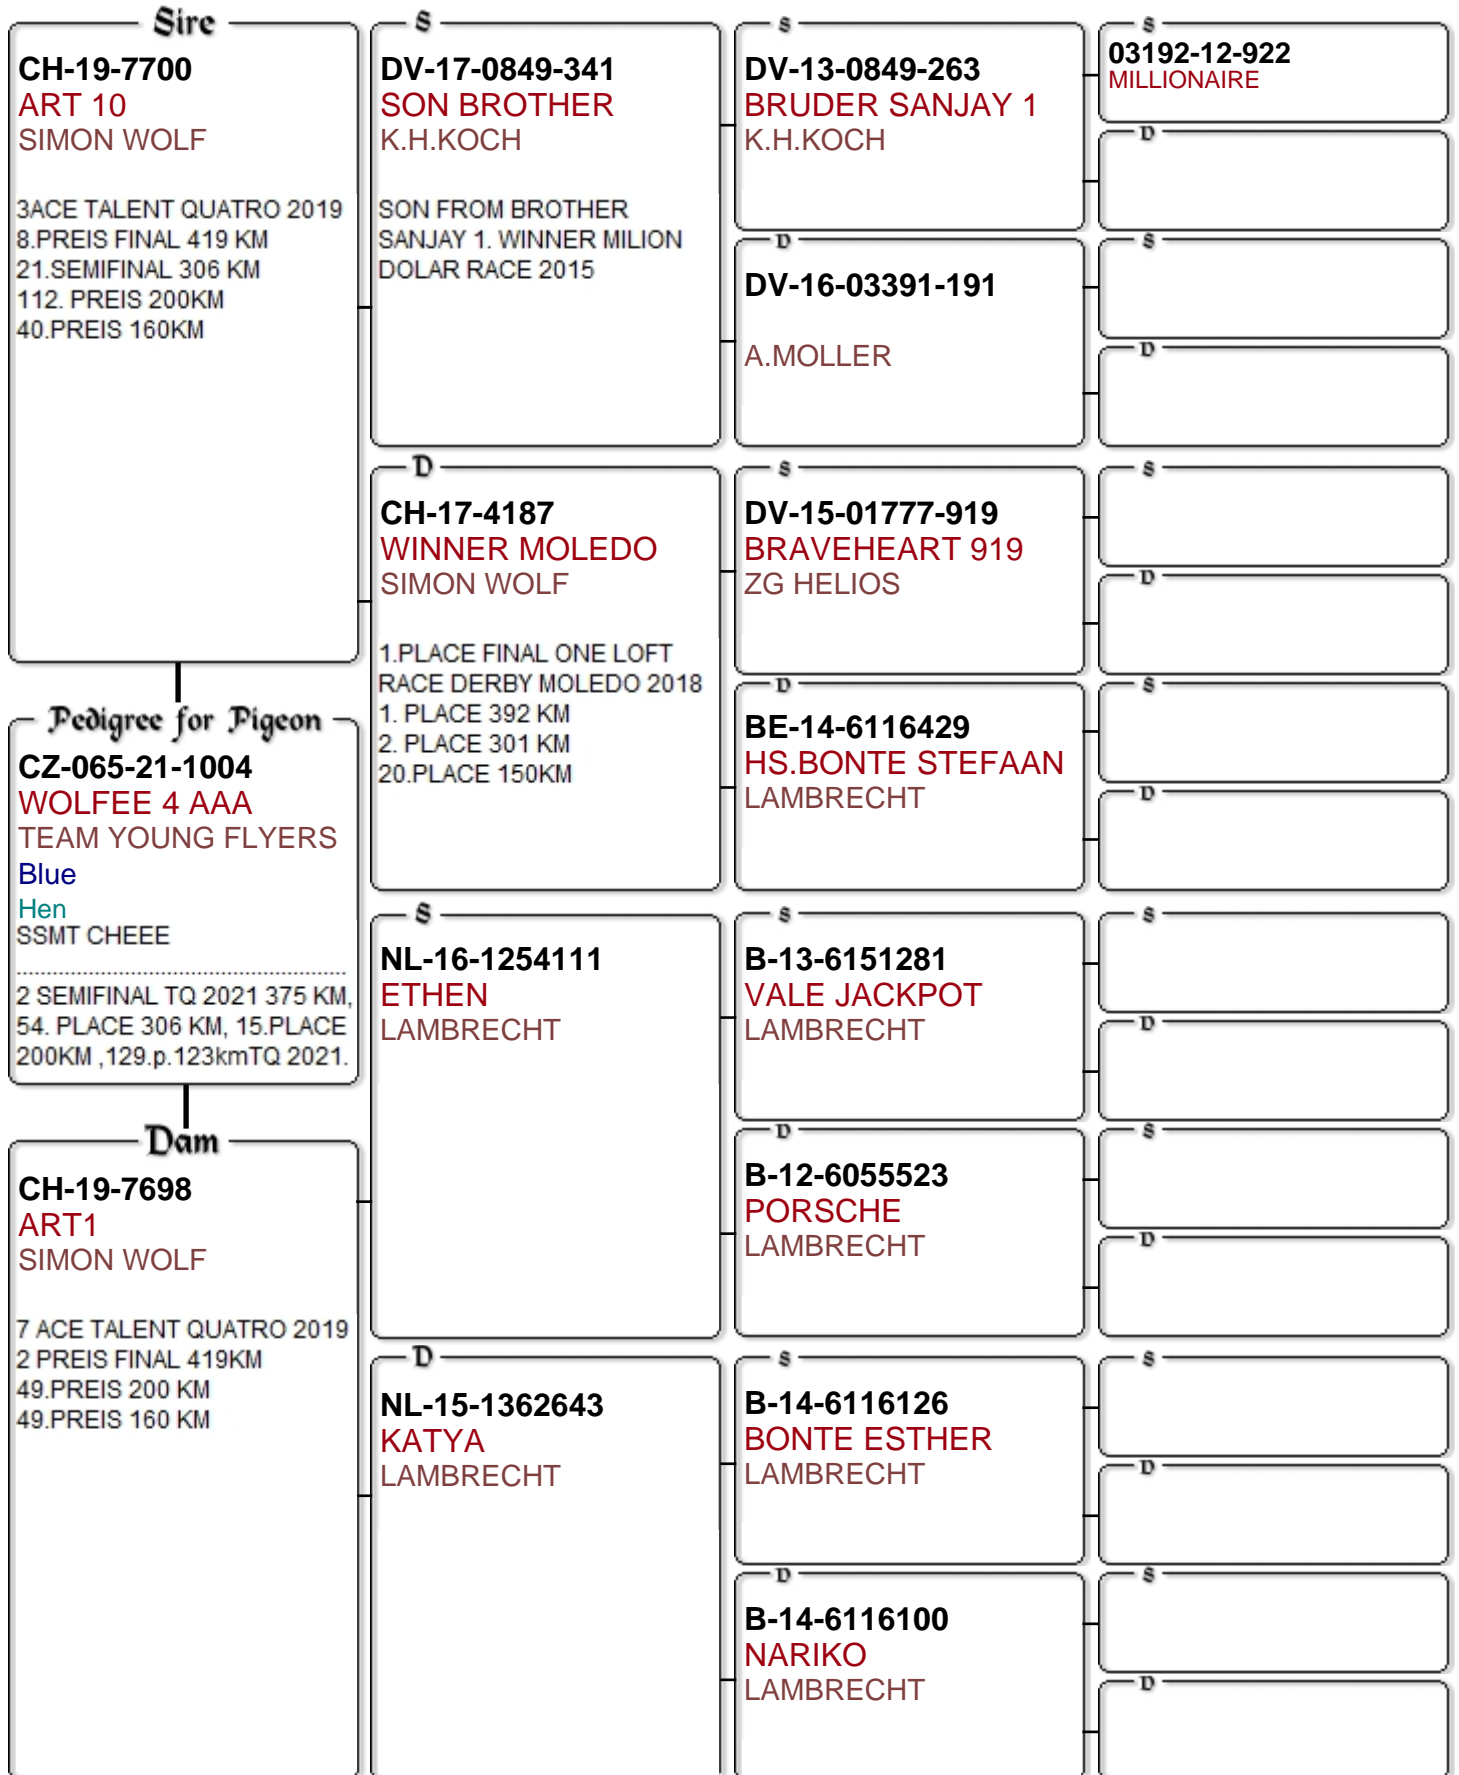 Sire
CH-19-7700
ART 10
SIMON WOLF
3ACE TALENT QUATRO 2019
8.PREIS FINAL 419 KM
21.SEMIFINAL 306 KM
112. PREIS 200KM
40.PREIS 160KM
Pedigree for Pigeon
CZ-065-21-1004
WOLFEE 4 AAA
TEAM YOUNG FLYERS
Blue
Hen
SSMT CHEEE
.......................................................
2 SEMIFINAL TQ 2021 375 KM,
54. PLACE 306 KM, 15.PLACE
200KM ,129.p.123kmTQ 2021.
Dam
CH-19-7698
ART1
SIMON WOLF
7 ACE TALENT QUATRO 2019
2 PREIS FINAL 419KM
49.PREIS 200 KM
49.PREIS 160 KM
S
DV-17-0849-341
SON BROTHER
K.H.KOCH
SON FROM BROTHER
SANJAY 1. WINNER MILION
DOLAR RACE 2015
D
CH-17-4187
WINNER MOLEDO
SIMON WOLF
1.PLACE FINAL ONE LOFT
RACE DERBY MOLEDO 2018
1. PLACE 392 KM
2. PLACE 301 KM
20.PLACE 150KM
S
NL-16-1254111
ETHEN
LAMBRECHT
D
NL-15-1362643
KATYA
LAMBRECHT
S
DV-13-0849-263
BRUDER SANJAY 1
K.H.KOCH
D
DV-16-03391-191
A.MOLLER
S
DV-15-01777-919
BRAVEHEART 919
ZG HELIOS
D
BE-14-6116429
HS.BONTE STEFAAN
LAMBRECHT
S
B-13-6151281
VALE JACKPOT
LAMBRECHT
D
B-12-6055523
PORSCHE
LAMBRECHT
S
B-14-6116126
BONTE ESTHER
LAMBRECHT
D
B-14-6116100
NARIKO
LAMBRECHT
S
03192-12-922
MILLIONAIRE
D
S
D
S
D
S
D
S
D
S
D
S
D
S
D